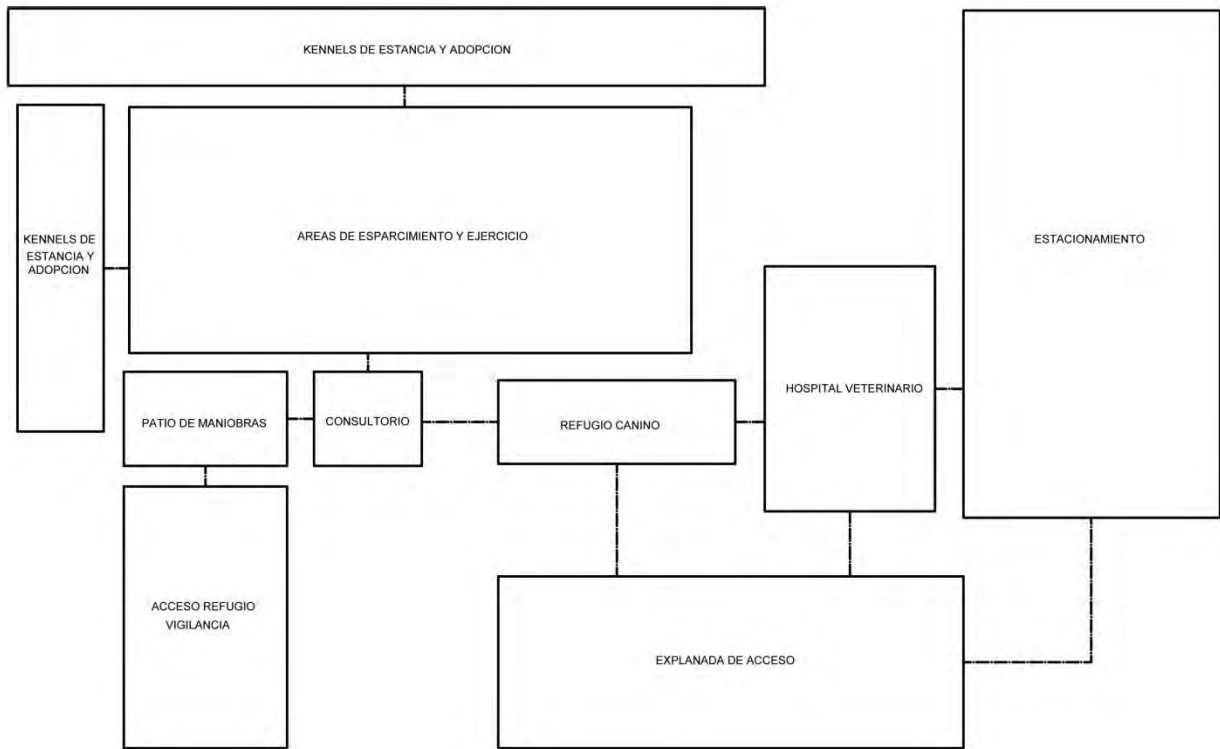 KENNELS DE ESTANCIA Y ADOPCION
KENNELS DE
ESTANCIA Y
ADOPCION
AREAS DE ESPARCIMIENTO Y EJERCICIO
ESTACIONAMIENTO
HOSPITAL VETERINARIO
PATIO DE MANIOBRAS
CONSULTORIO
REFUGIO CANINO
ACCESO REFUGIO
VIGILANCIA
EXPLANADA DE ACCESO